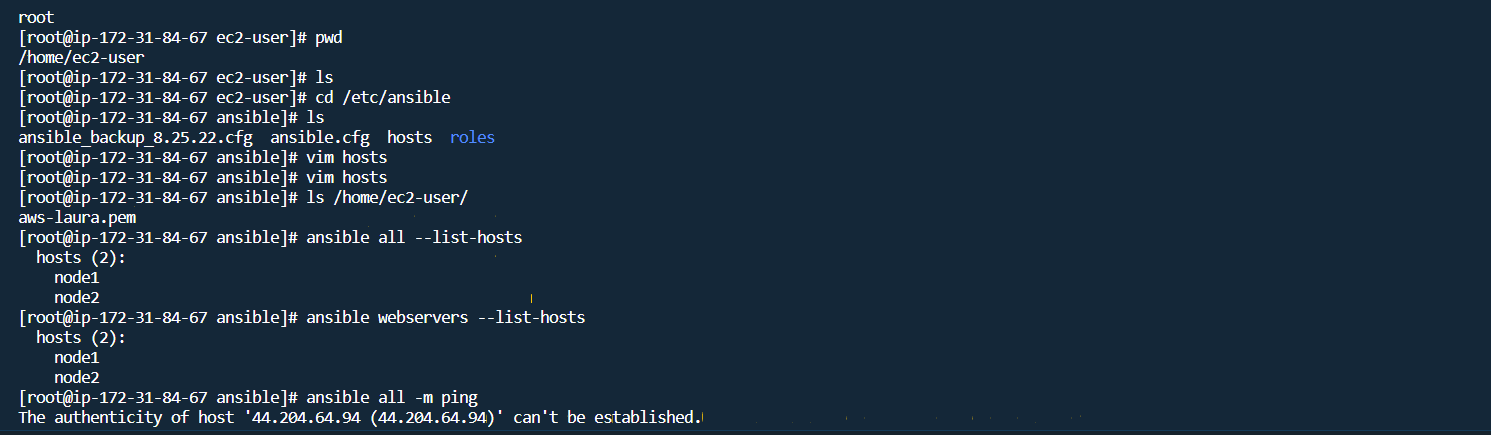 root
[root@ip-172-31-84-67 ec2-user]# pwd
/home/ec2-user
[root@ip-172-31-84-67 ec2-user]# ls
[root@ip-172-31-84-67 ec2-user]# cd /etc/ansible
[root@ip-172-31-84-67 ansible]# ls
ansible_backup_8.25.22.cfg  ansible.cfg  hosts  roles
[root@ip-172-31-84-67 ansible]# vim hosts
[root@ip-172-31-84-67 ansible]# vim hosts
[root@ip-172-31-84-67 ansible]# ls /home/ec2-user/
aws-laura.pem
[root@ip-172-31-84-67 ansible]# ansible all --list-hosts
  hosts (2):
    node1
    node2
[root@ip-172-31-84-67 ansible]# ansible webservers --list-hosts
  hosts (2):
    node1
    node2
[root@ip-172-31-84-67 ansible]# ansible all -m ping
The authenticity of host '44.204.64.94 (44.204.64.94)' can't be established.